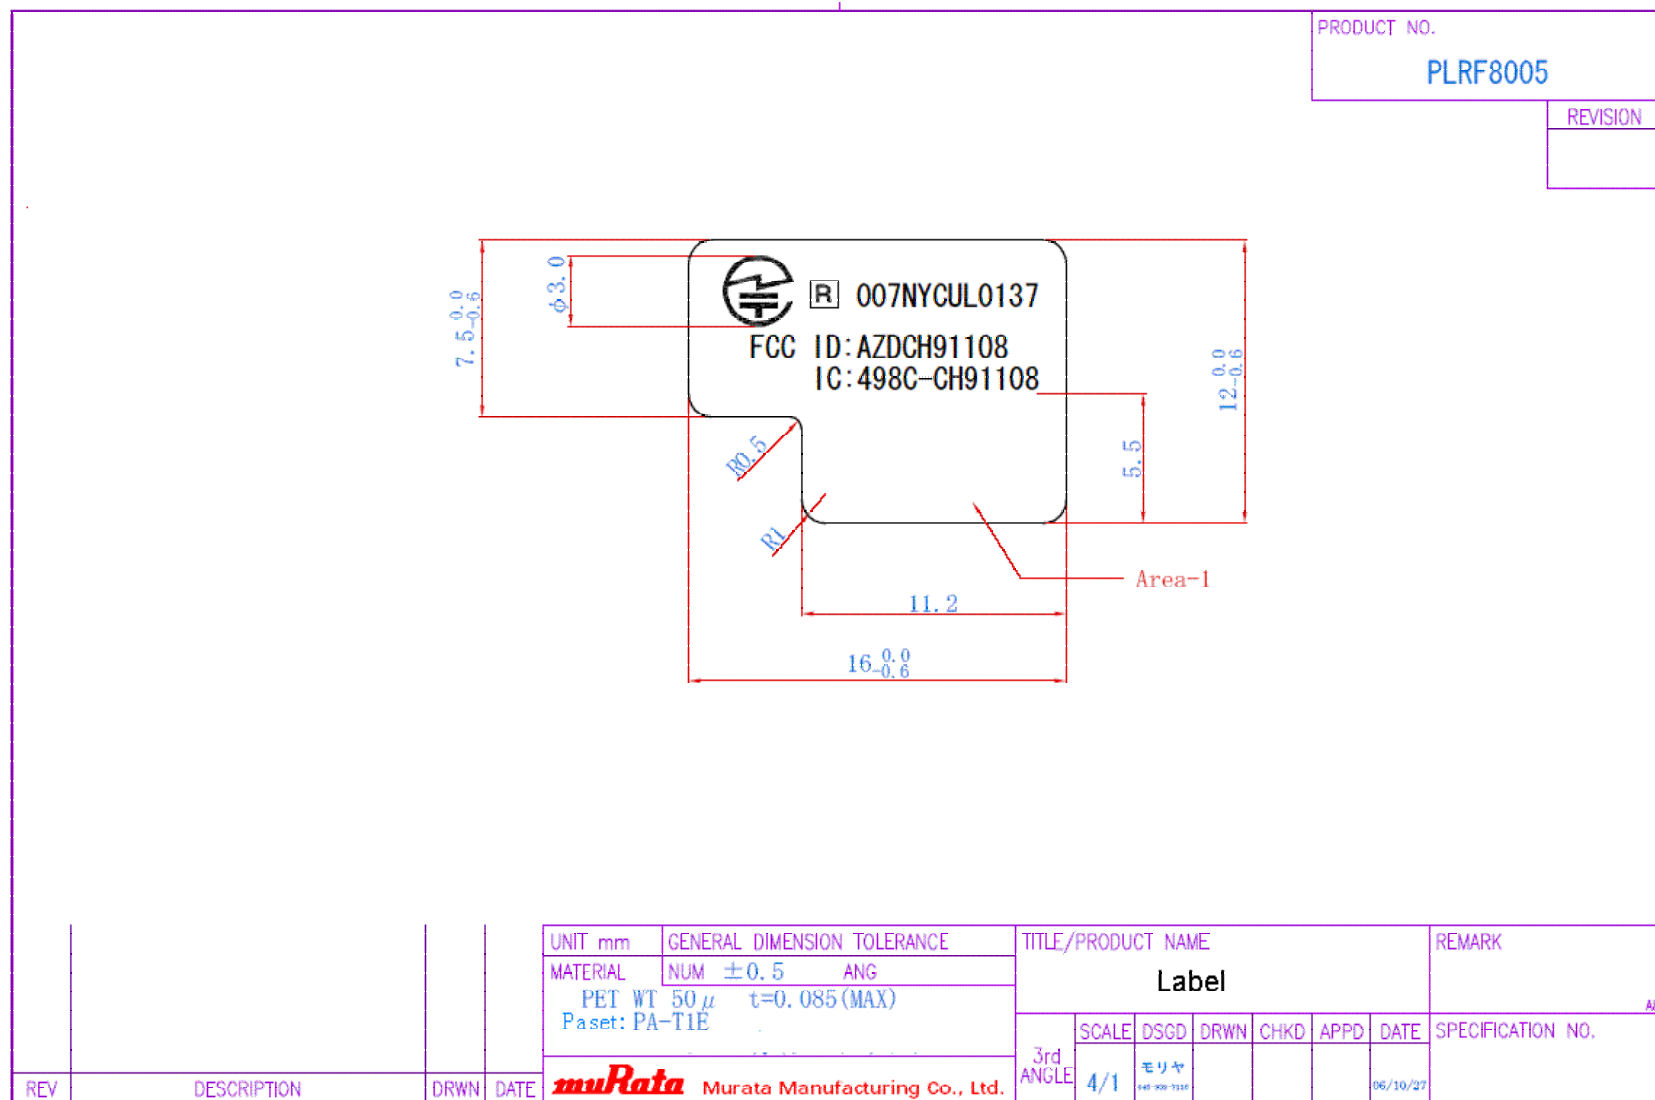 PRODUCT NO.
PLRF8005
REVISION
7.5 0.0 -0.6
φ3.0
R 007NYCUL0137
FCC ID:AZDCH91108
IC:498C-CH91108
12 0.0 -0.6
5.5
R0.5
R1
Area-1
11.2
16 0.0 -0.6
UNIT mm
GENERAL DIMENSION TOLERANCE
TITLE/PRODUCT NAME
REMARK
MATERIAL
NUM ±0.5 ANG
Label
PET WT 50μ t=0.085(MAX)
Paset: PA-T1E
SCALE DSGD DRWN CHKD APPD DATE SPECIFICATION NO.
3rd ANGLE
4/1
モリヤ
06/10/27
REV DESCRIPTION DRWN DATE
muRata Murata Manufacturing Co., Ltd.